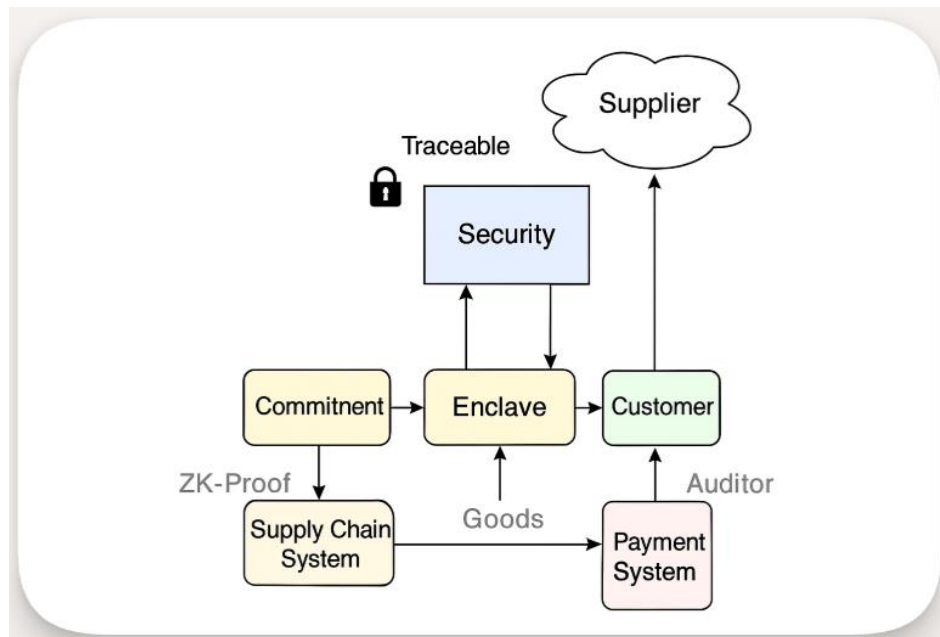 Supplier
Traceable
Security
Commitnent
Enclave
Customer
ZK-Proof
Auditor
Goods
Supply Chain
System
Payment
System